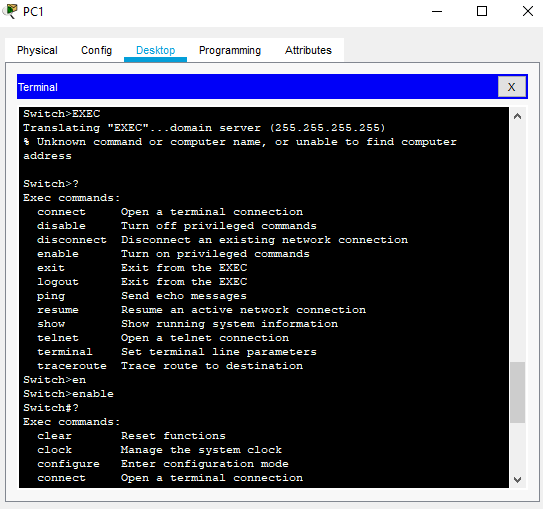 PC1
Physical Config Desktop Programming Attributes
Terminal X
Switch>EXEC
Translating "EXEC"...domain server (255.255.255.255)
% Unknown command or computer name, or unable to find computer
address
Switch>?
Exec commands:
connect Open a terminal connection
disable Turn off privileged commands
disconnect Disconnect an existing network connection
enable Turn on privileged commands
exit Exit from the EXEC
logout Exit from the EXEC
ping Send echo messages
resume Resume an active network connection
show Show running system information
telnet Open a telnet connection
terminal Set terminal line parameters
traceroute Trace route to destination
Switch>en
Switch>enable
Switch#?
Exec commands:
clear Reset functions
clock Manage the system clock
configure Enter configuration mode
connect Open a terminal connection